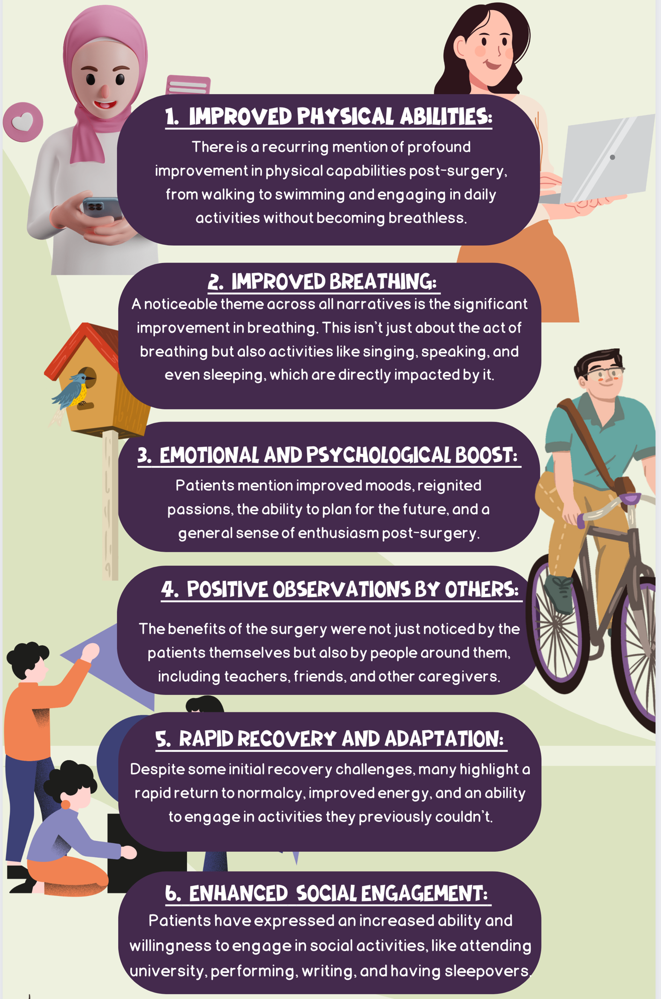 1. IMPROVED PHYSICAL ABILITIES:
There is a recurring mention of profound
improvement in physical capabilities post-surgery,
from walking to swimming and engaging in daily
activities without becoming breathless.
2. IMPROVED BREATHING:
A noticeable theme across all narratives is the significant
improvement in breathing. This isn't just about the act of
breathing but also activities like singing, speaking, and
even sleeping, which are directly impacted by it.
3. EMOTIONAL AND PSYCHOLOGICAL BOOST:
Patients mention improved moods, reignited
passions, the ability to plan for the future, and a
general sense of enthusiasm post-surgery.
4. POSITIVE OBSERVATIONS BY OTHERS:
The benefits of the surgery were not just noticed by the
patients themselves but also by people around them,
including teachers, friends, and other caregivers.
5. RAPID RECOVERY AND ADAPTATION:
Despite some initial recovery challenges, many highlight a
rapid return to normalcy, improved energy, and an ability
to engage in activities they previously couldn't.
6. ENHANCED SOCIAL ENGAGEMENT:
Patients have expressed an increased ability and
willingness to engage in social activities, like attending
university, performing, writing, and having sleepovers.